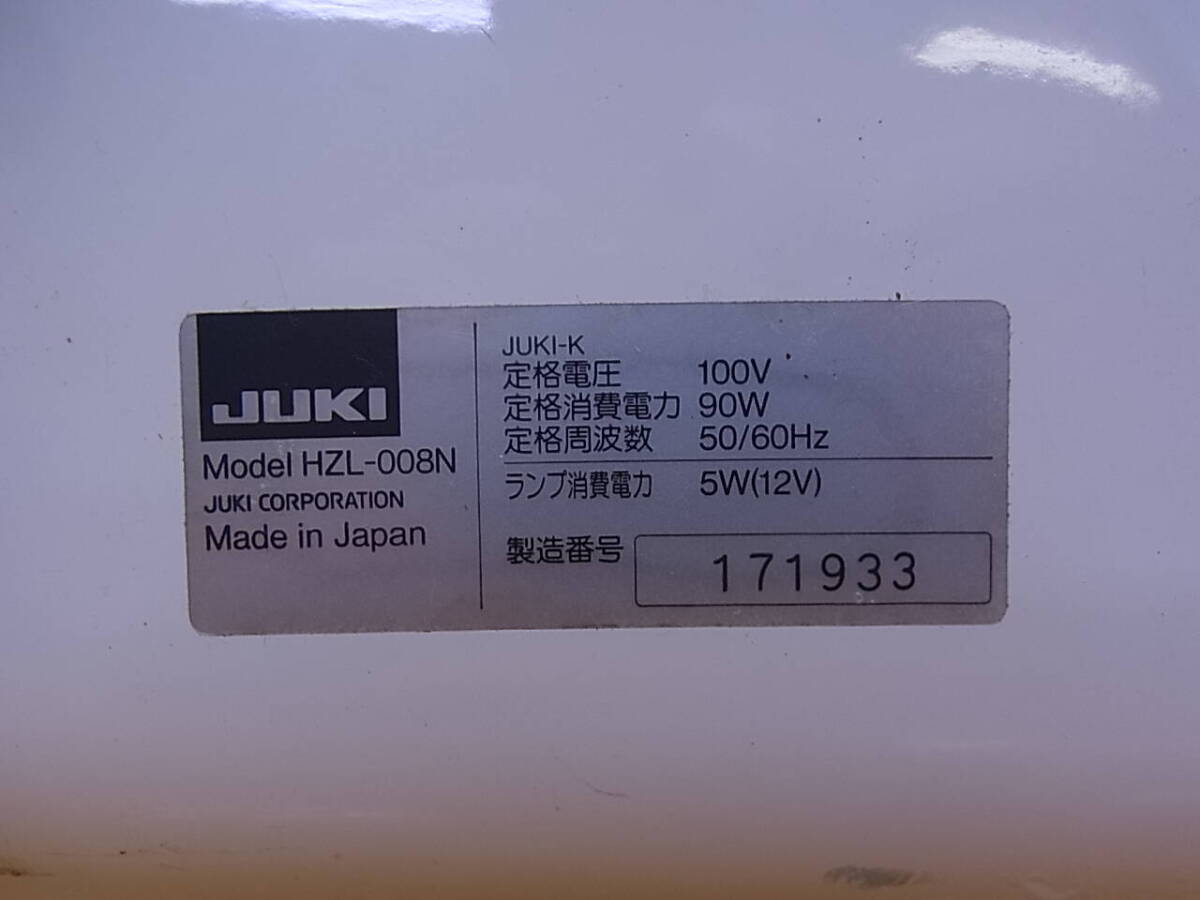 JUKI
Model HZL-008N
JUKI CORPORATION
Made in Japan
JUKI-K
定格電圧 100V
定格消費電力 90W
定格周波数 50/60Hz
ランプ消費電力 5W(12V)
製造番号 171933